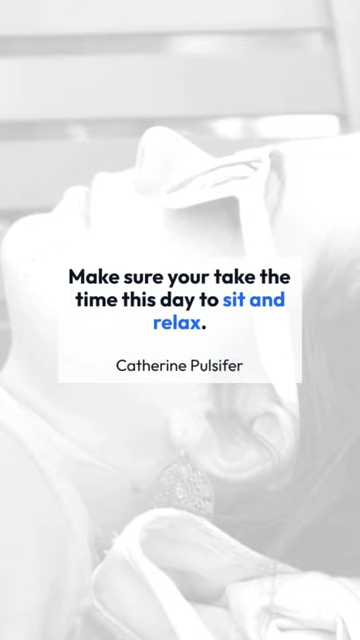 Make sure your take the
time this day to sit and
relax.
Catherine Pulsifer